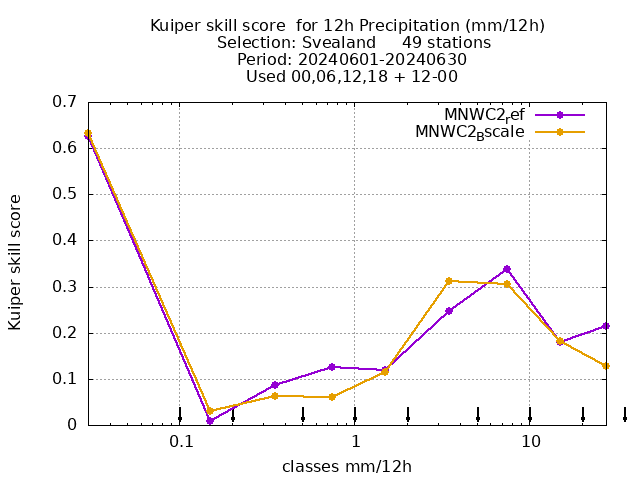 Kuiper skill score  for 12h Precipitation (mm/12h)
Selection: Svealand     49 stations
Period: 20240601-20240630
Used 00,06,12,18 + 12-00
MNWC2ref
MNWC2Bscale
0.7
0.6
0.5
0.4
0.3
0.2
0.1
0
Kuiper skill score
0.1 1 10
classes mm/12h